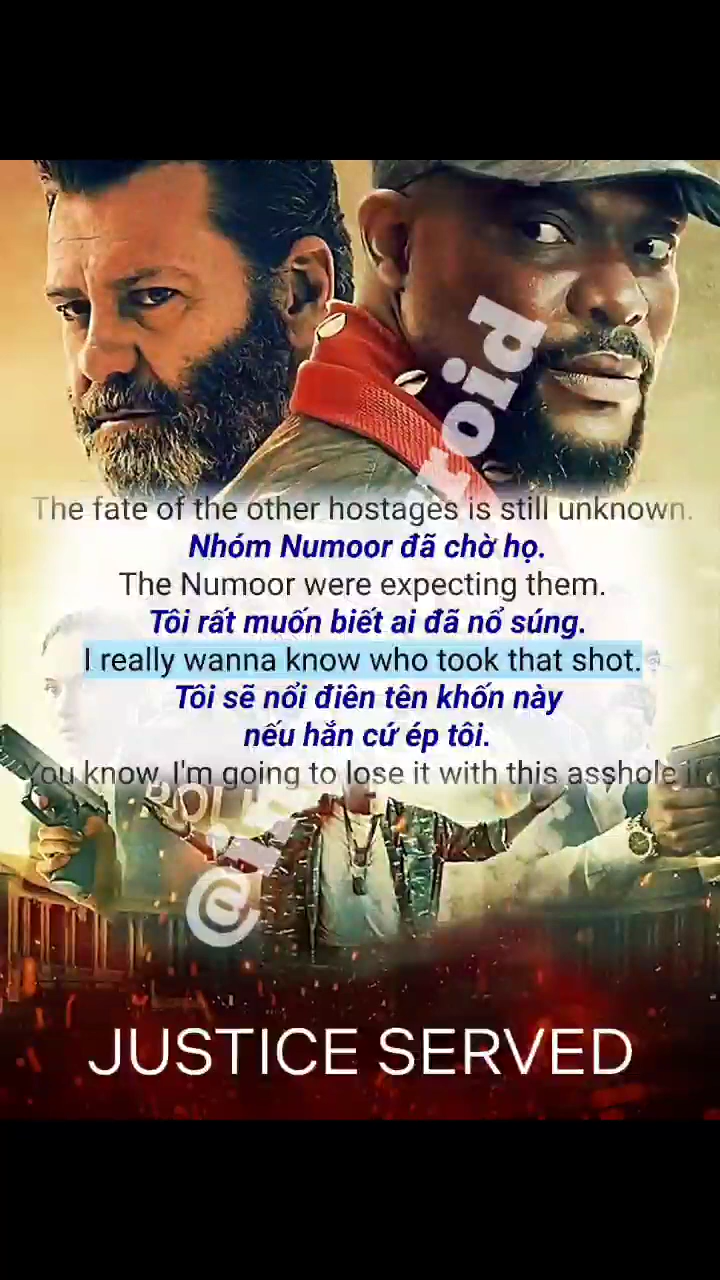 The fate of the other hostages is still unknown.
Nhóm Numoor đã chờ họ.
The Numoor were expecting them.
Tôi rất muốn biết ai đã nổ súng.
I really wanna know who took that shot.
Tôi sẽ nổi điên tên khốn này
nếu hắn cứ ép tôi.
You know, I'm going to lose it with this asshole if
JUSTICE SERVED